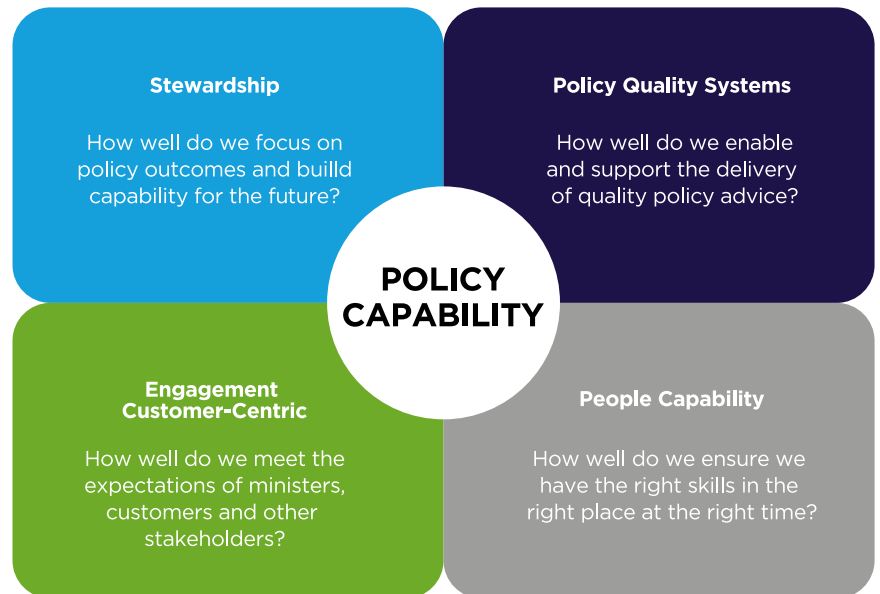 Stewardship
How well do we focus on
policy outcomes and builld
capability for the future?
Policy Quality Systems
How well do we enable
and support the delivery
of quality policy advice?
POLICY
CAPABILITY
Engagement
Customer-Centric
How well do we meet the
expectations of ministers,
customers and other
stakeholders?
People Capability
How well do we ensure we
have the right skills in the
right place at the right time?